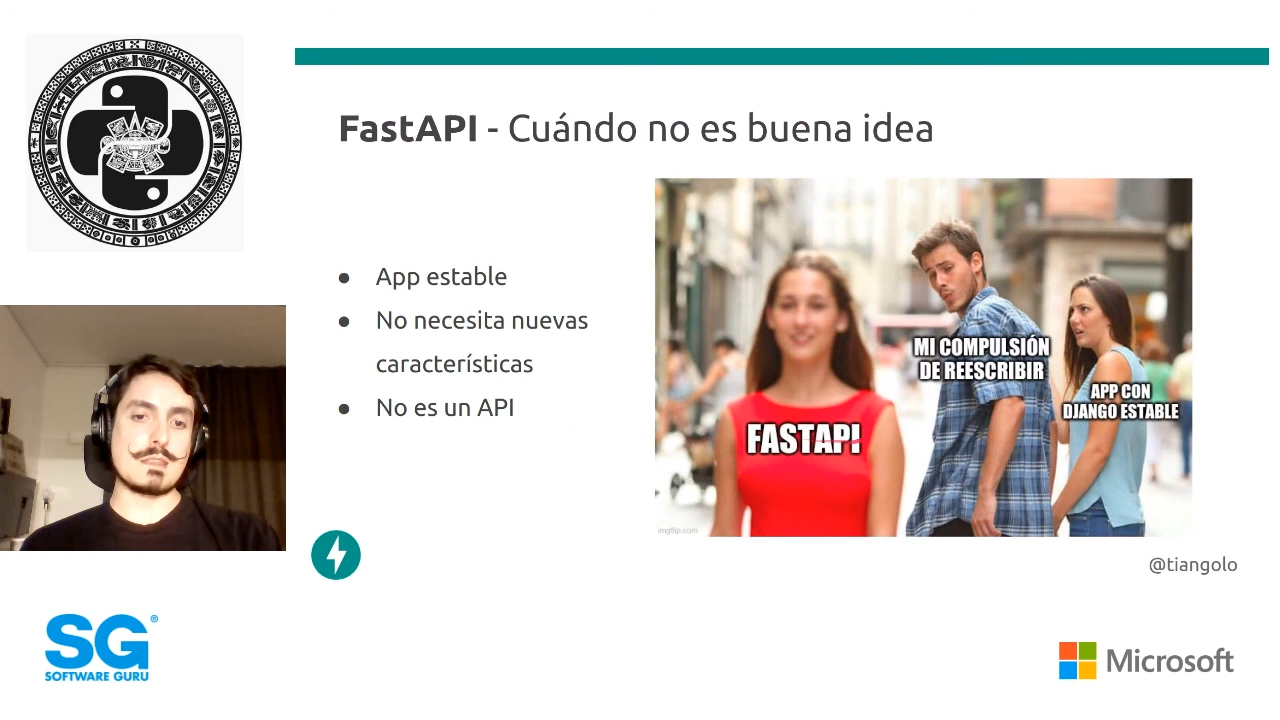 FastAPI - Cuándo no es buena idea
● App estable
● No necesita nuevas
características
● No es un API
MI COMPULSIÓN
DE REESCRIBIR
APP CON
DJANGO ESTABLE
FASTAPI
imgflip.com
@tiangolo
SG®
SOFTWARE GURU
Microsoft